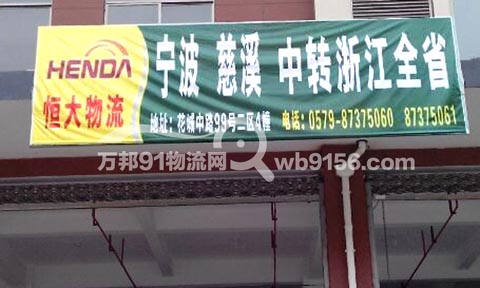 HENDA
恒大物流
宁波 慈溪 中转浙江全省
地址:花城中路99号二区4幢 电话:0579-87375060 87375061
万邦91物流网 wb9156.com